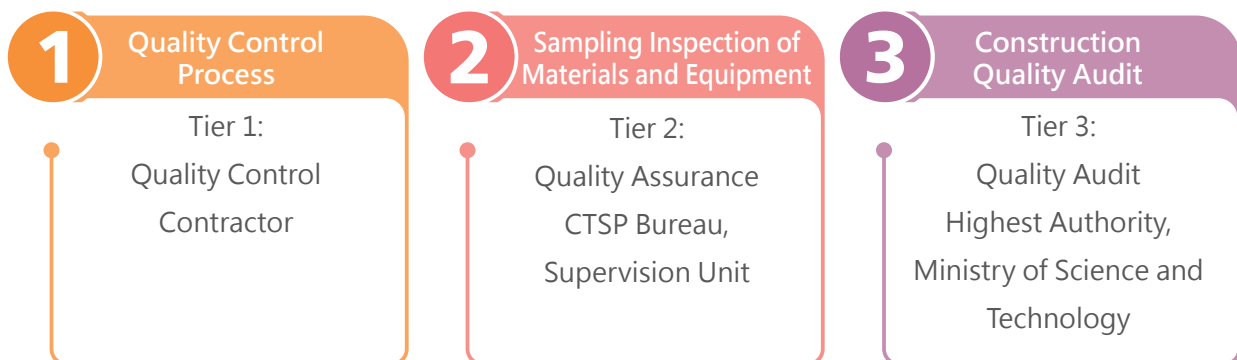 1
Quality Control
Process
Tier 1:
Quality Control
Contractor
2
Sampling Inspection of
Materials and Equipment
Tier 2:
Quality Assurance
CTSP Bureau,
Supervision Unit
3
Construction
Quality Audit
Tier 3:
Quality Audit
Highest Authority,
Ministry of Science and
Technology